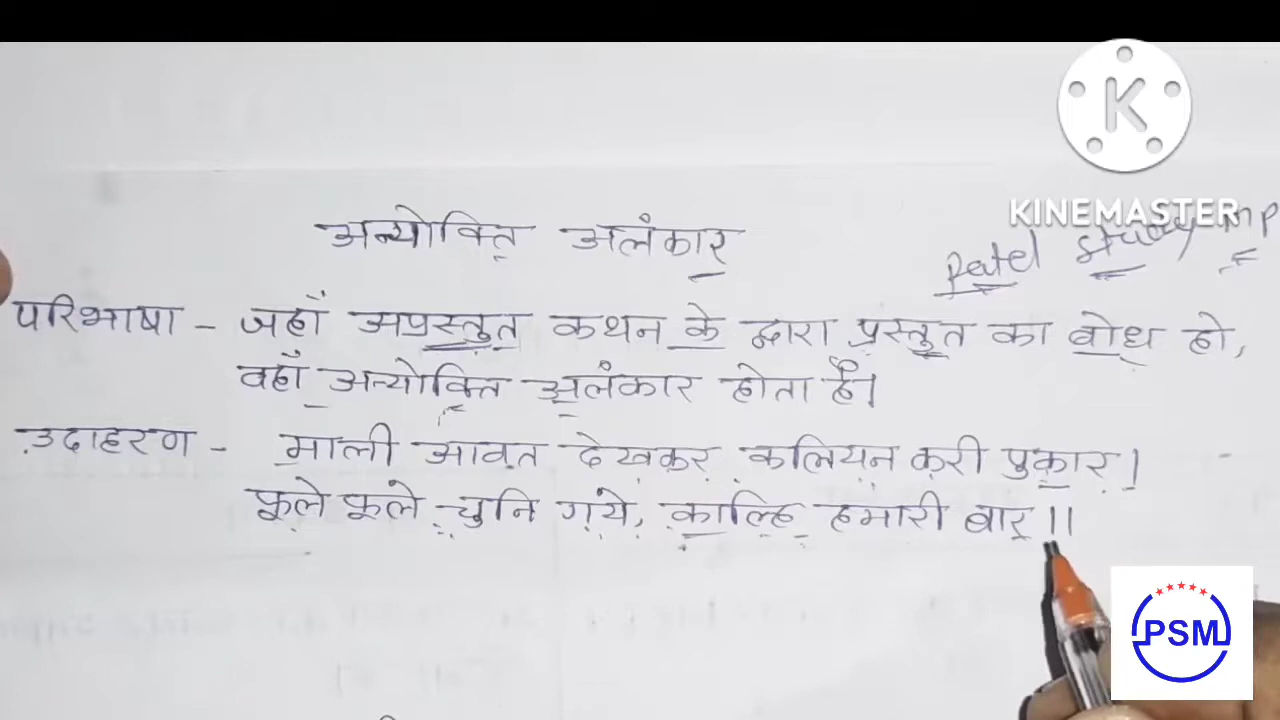 KINEMASTER
अन्योक्ति अलंकार
Patel study mp
परिभाषा - जहाँ अप्रस्तुत कथन के द्वारा प्रस्तुत का बोध हो,
वहाँ अन्योक्ति अलंकार होता है।
उदाहरण - माली आवत देखकर कलियन करी पुकार।
फूले फूले चुनि गये, काल्हि हमारी बार॥
PSM